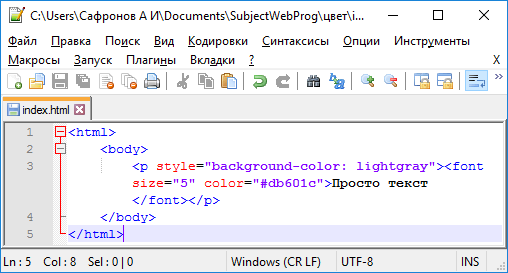 C:\Users\Сафронов А И\Documents\SubjectWebProg\цвет\i
Файл Правка Поиск Вид Кодировки Синтаксисы Опции Инструменты
Макросы Запуск Плагины Вкладки ? X
index.html
1 <html>
2 <body>
3 <p style="background-color: lightgray"><font
size="5" color="#db601c">Просто текст
</font></p>
4 </body>
5 </html>
Ln : 5 Col : 8 Sel : 0 | 0 Windows (CR LF) UTF-8 INS